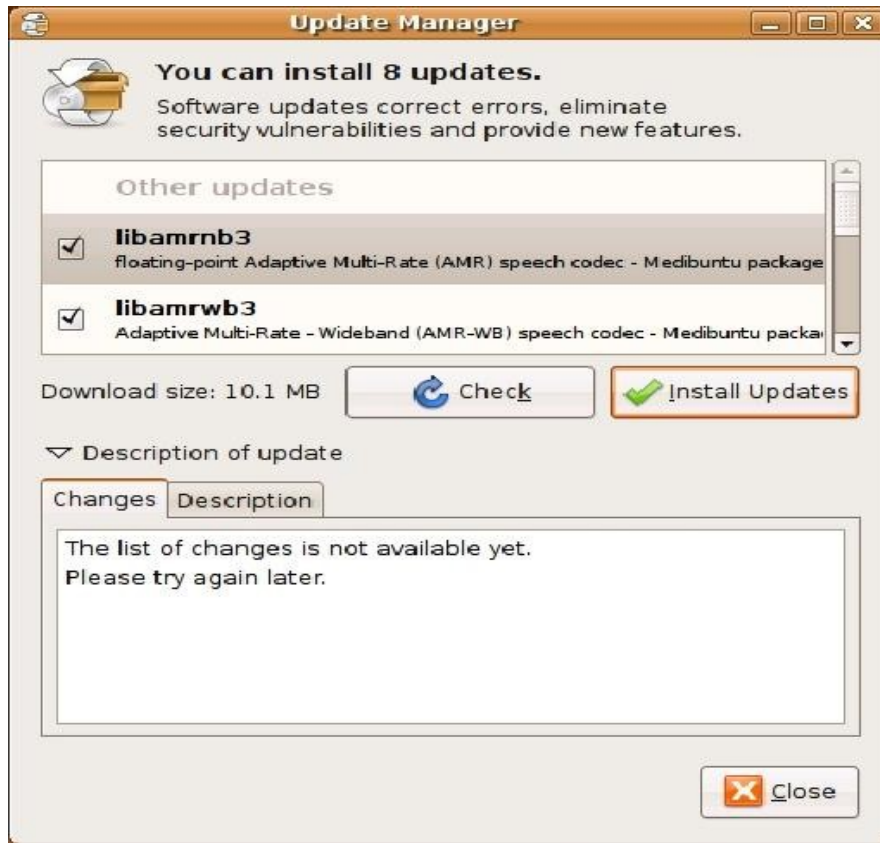 Update Manager
You can install 8 updates.
Software updates correct errors, eliminate
security vulnerabilities and provide new features.
Other updates
libamrnb3
floating-point Adaptive Multi-Rate (AMR) speech codec - Medibuntu package
libamrwb3
Adaptive Multi-Rate - Wideband (AMR-WB) speech codec - Medibuntu packa
Download size: 10.1 MB
Check
Install Updates
Description of update
Changes
Description
The list of changes is not available yet.
Please try again later.
Close